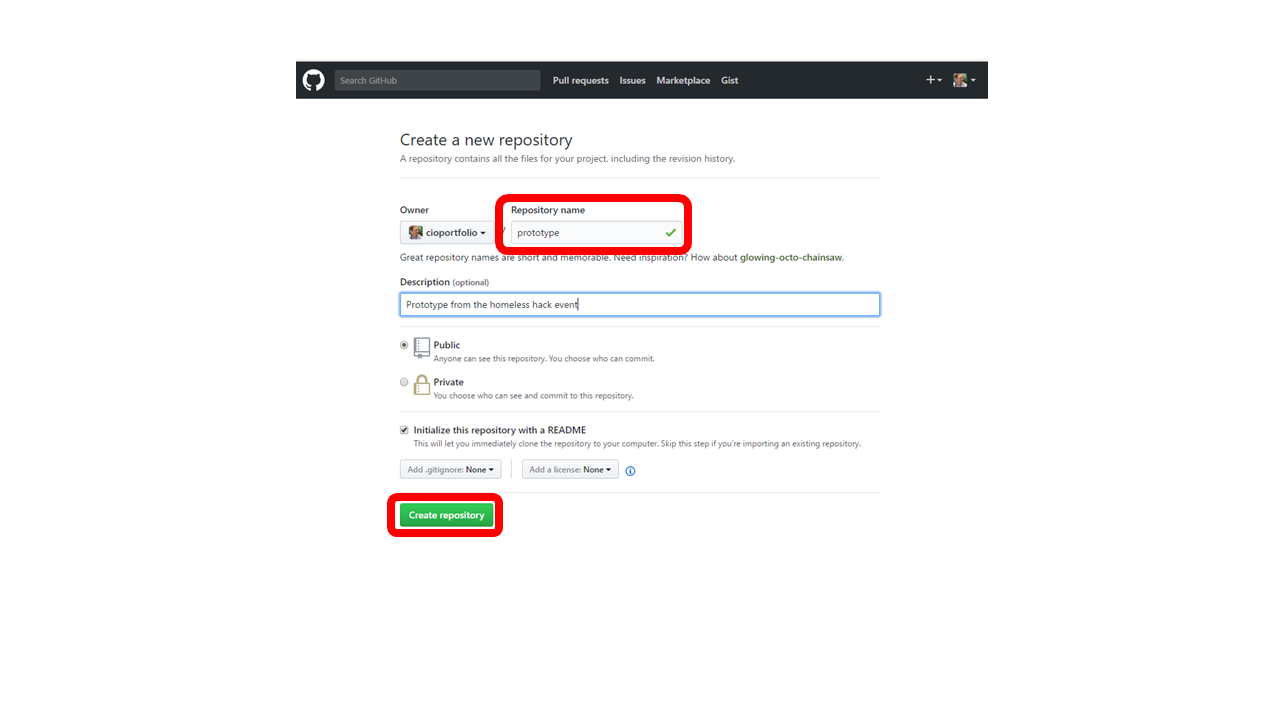 Search GitHub Pull requests Issues Marketplace Gist
Create a new repository
A repository contains all the files for your project, including the revision history.
Owner Repository name
cioportfolio / prototype
Great repository names are short and memorable. Need inspiration? How about glowing-octo-chainsaw.
Description (optional)
Prototype from the homeless hack event
Public
Anyone can see this repository. You choose who can commit.
Private
You choose who can see and commit to this repository.
Initialize this repository with a README
This will let you immediately clone the repository to your computer. Skip this step if you're importing an existing repository.
Add .gitignore: None Add a license: None
Create repository